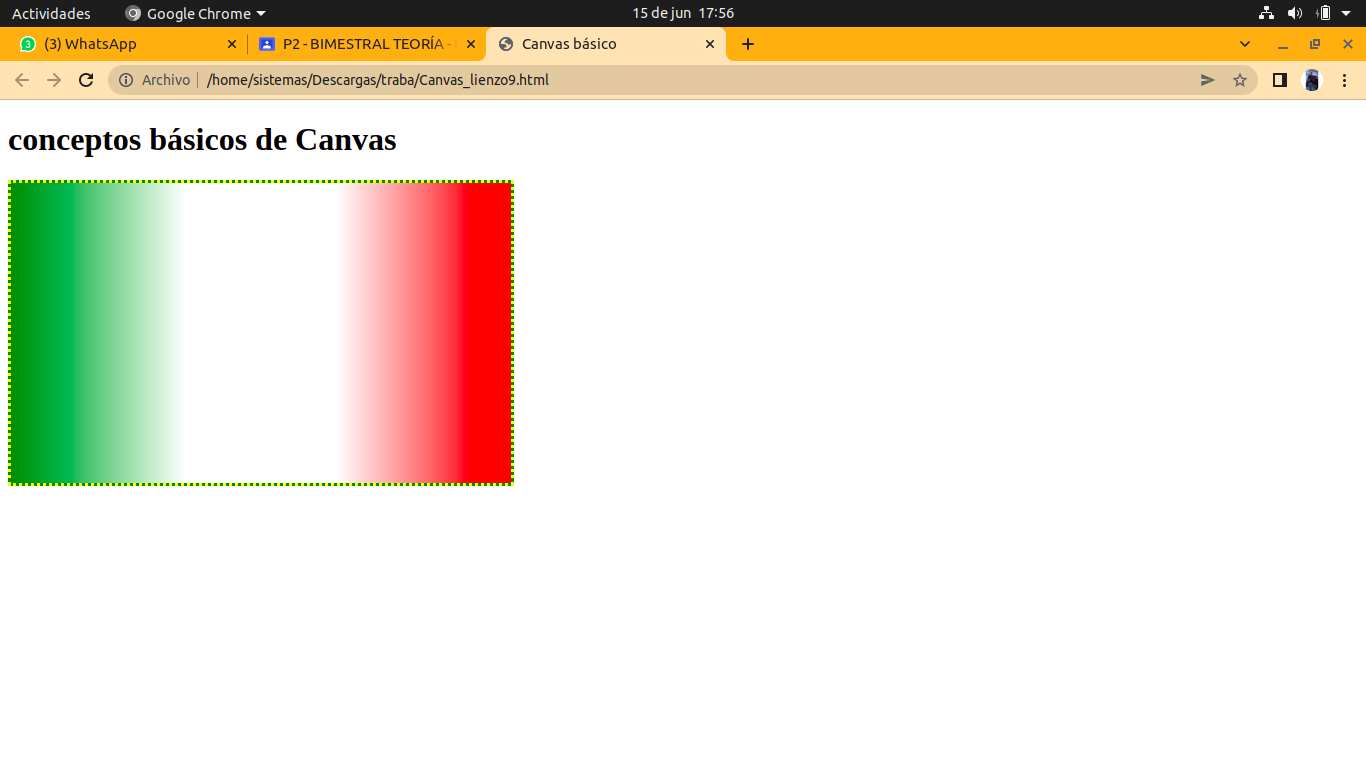 Actividades Google Chrome 15 de jun 17:56
(3) WhatsApp P2 - BIMESTRAL TEORÍA - Canvas básico
Archivo /home/sistemas/Descargas/traba/Canvas_lienzo9.html
conceptos básicos de Canvas